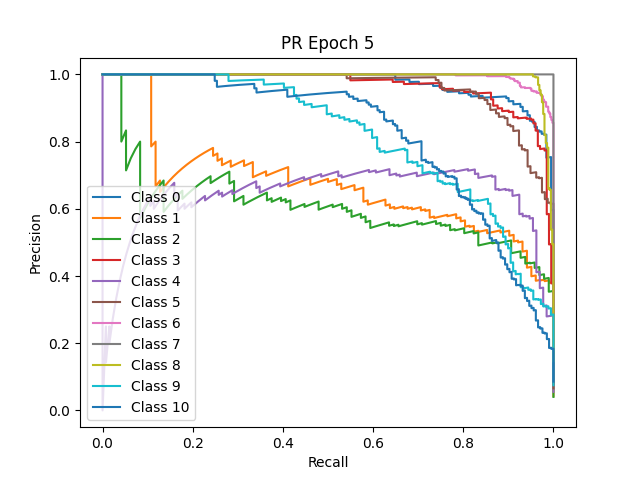 PR Epoch 5
Precision
1.0
0.8
0.6
0.4
0.2
0.0
Class 0
Class 1
Class 2
Class 3
Class 4
Class 5
Class 6
Class 7
Class 8
Class 9
Class 10
0.0 0.2 0.4 0.6 0.8 1.0
Recall